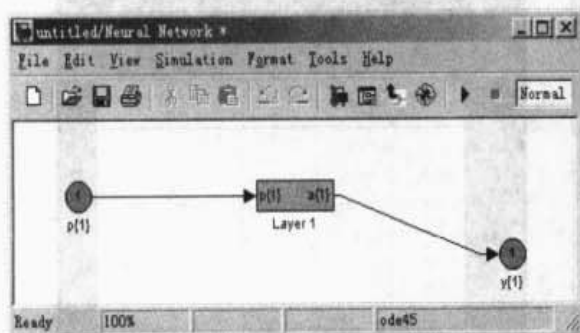 untitled/Neural Network *
File Edit View Simulation Format Tools Help
Normal
1
p{1}
p{1} a{1}
Layer 1
1
y{1}
Ready 100% ode45